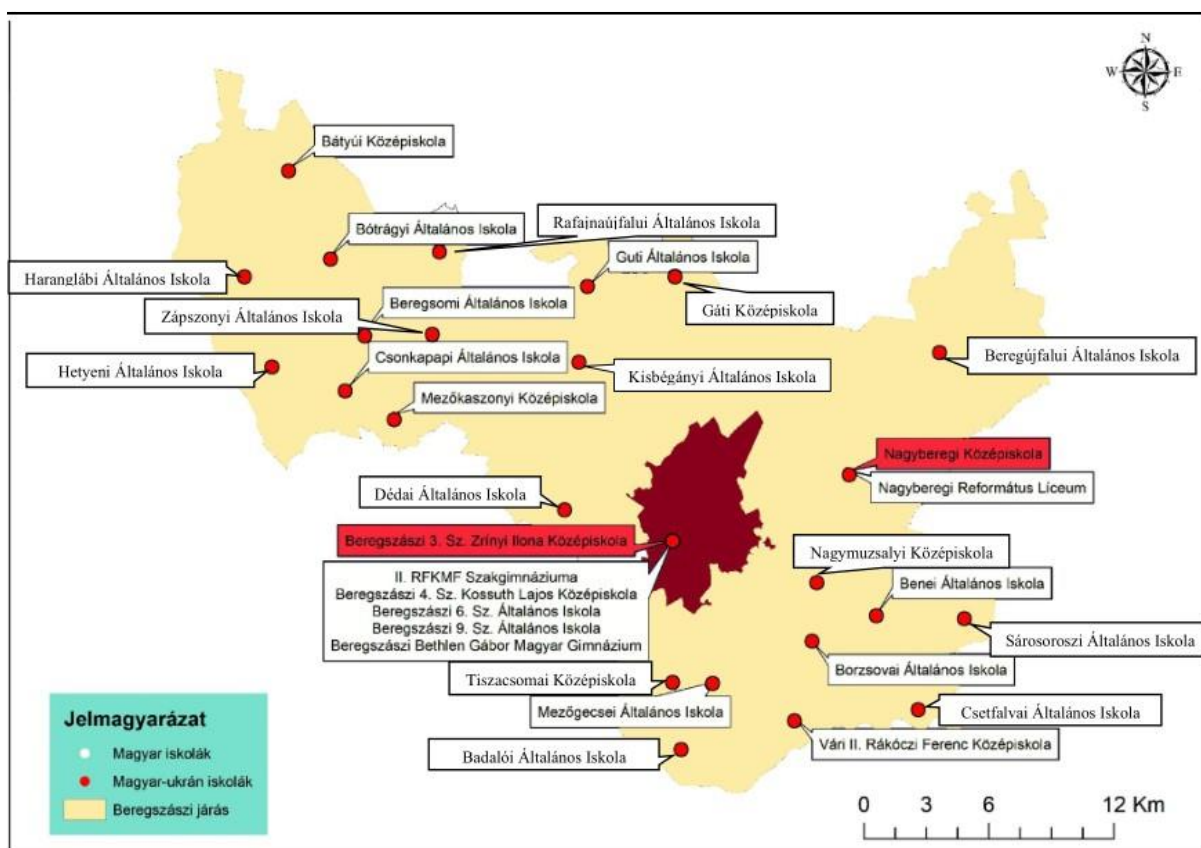 N
W E
S
Bátyúi Középiskola
Rafajnaújfalui Általános Iskola
Bótrágyi Általános Iskola
Guti Általános Iskola
Haranglábi Általános Iskola
Gáti Középiskola
Beregsomi Általános Iskola
Zápszonyi Általános Iskola
Csonkapapi Általános Iskola
Beregújfalui Általános Iskola
Hetyeni Általános Iskola
Kisbégányi Általános Iskola
Mezőkaszonyi Középiskola
Nagyberegi Középiskola
Nagyberegi Református Líceum
Dédai Általános Iskola
Beregszászi 3. Sz. Zrínyi Ilona Középiskola
Nagymuzsalyi Középiskola
II. RFKMF Szakgimnáziuma
Beregszászi 4. Sz. Kossuth Lajos Középiskola
Beregszászi 6. Sz. Általános Iskola
Beregszászi 9. Sz. Általános Iskola
Beregszászi Bethlen Gábor Magyar Gimnázium
Benei Általános Iskola
Sárosoroszi Általános Iskola
Borzsovai Általános Iskola
Tiszacsomai Középiskola
Mezőgecsei Általános Iskola
Csetfalvai Általános Iskola
Vári II. Rákóczi Ferenc Középiskola
Badalói Általános Iskola
Jelmagyarázat
Magyar iskolák
Magyar-ukrán iskolák
Beregszászi járás
0 3 6 12 Km